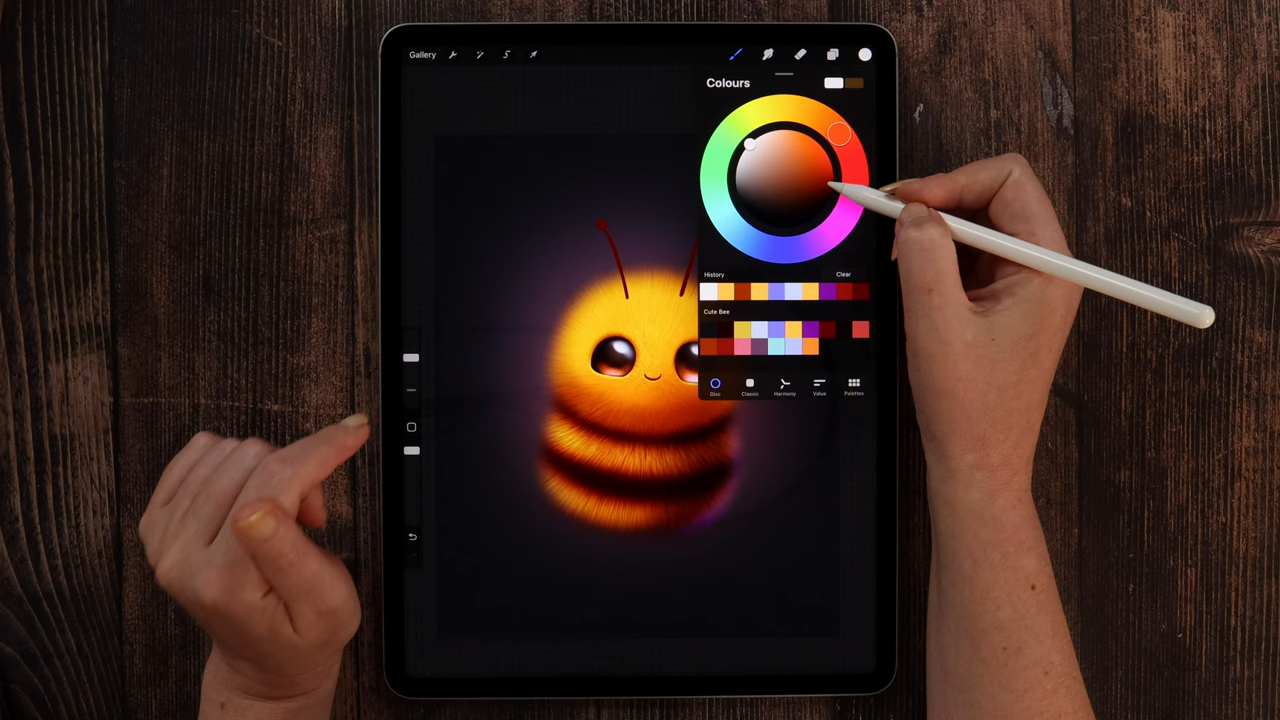 Gallery
Colours
History Clear
Cute Bee
Disc Classic Harmony Value Palettes